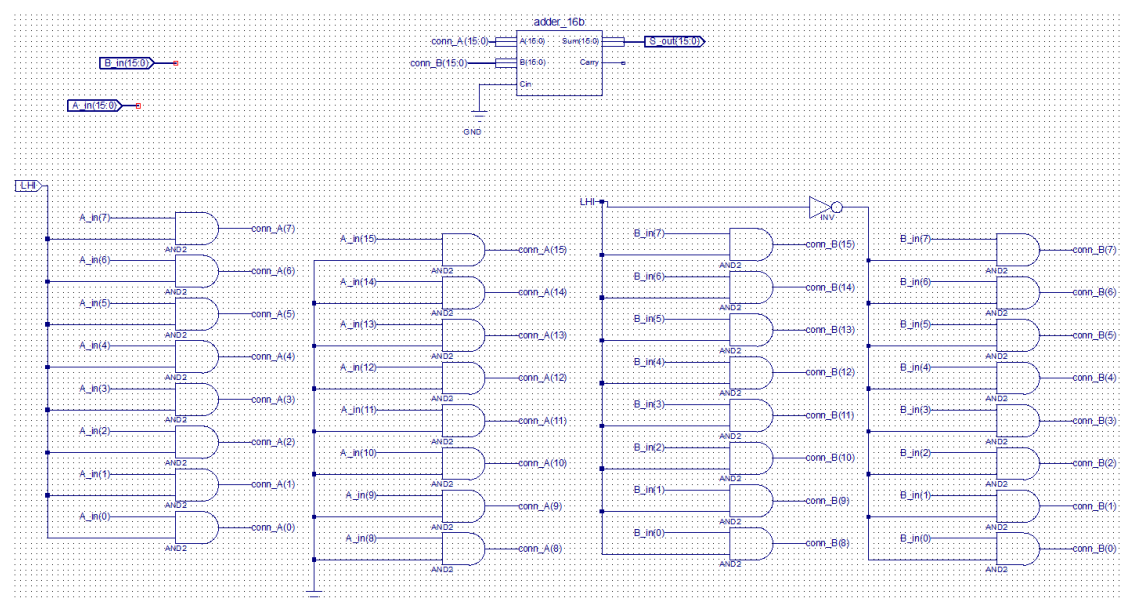 adder_16b
conn_A(15:0)
A(15:0)
Sum(15:0)
S_out(15:0)
B_in(15:0)
conn_B(15:0)
B(15:0)
Carry
Cin
A_in(15:0)
GND
LHI
A_in(7)
AND2
conn_A(7)
A_in(6)
AND2
conn_A(6)
A_in(5)
AND2
conn_A(5)
A_in(4)
AND2
conn_A(4)
A_in(3)
AND2
conn_A(3)
A_in(2)
AND2
conn_A(2)
A_in(1)
AND2
conn_A(1)
A_in(0)
AND2
conn_A(0)
A_in(15)
AND2
conn_A(15)
A_in(14)
AND2
conn_A(14)
A_in(13)
AND2
conn_A(13)
A_in(12)
AND2
conn_A(12)
A_in(11)
AND2
conn_A(11)
A_in(10)
AND2
conn_A(10)
A_in(9)
AND2
conn_A(9)
A_in(8)
AND2
conn_A(8)
LHI
INV
B_in(7)
AND2
conn_B(15)
B_in(6)
AND2
conn_B(14)
B_in(5)
AND2
conn_B(13)
B_in(4)
AND2
conn_B(12)
B_in(3)
AND2
conn_B(11)
B_in(2)
AND2
conn_B(10)
B_in(1)
AND2
conn_B(9)
B_in(0)
AND2
conn_B(8)
B_in(7)
AND2
conn_B(7)
B_in(6)
AND2
conn_B(6)
B_in(5)
AND2
conn_B(5)
B_in(4)
AND2
conn_B(4)
B_in(3)
AND2
conn_B(3)
B_in(2)
AND2
conn_B(2)
B_in(1)
AND2
conn_B(1)
B_in(0)
AND2
conn_B(0)